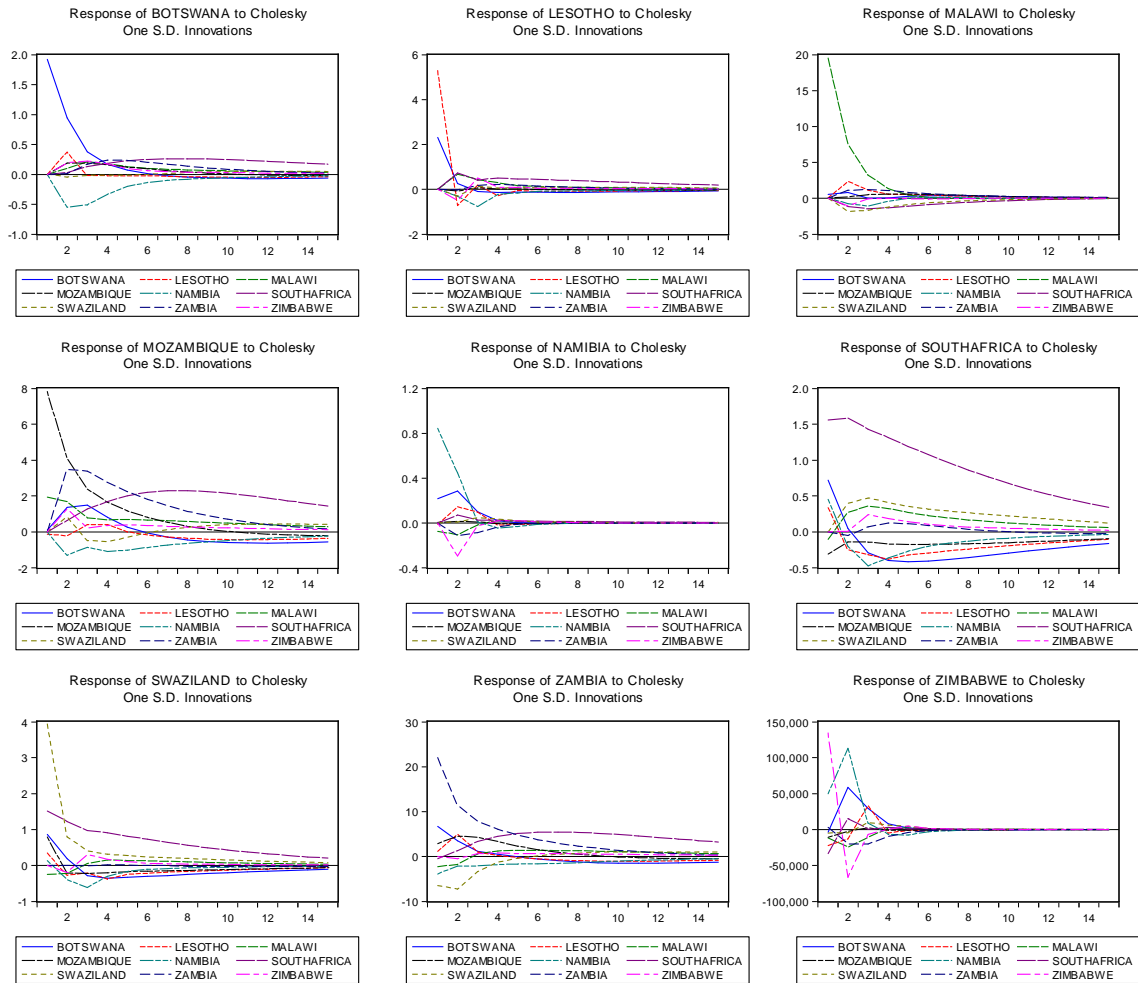 Response of BOTSWANA to Cholesky
One S.D. Innovations
2.0
1.5
1.0
0.5
0.0
-0.5
-1.0
2 4 6 8 10 12 14
BOTSWANA LESOTHO MALAWI
MOZAMBIQUE NAMIBIA SOUTHAFRICA
SWAZILAND ZAMBIA ZIMBABWE
Response of LESOTHO to Cholesky
One S.D. Innovations
6
4
2
0
-2
2 4 6 8 10 12 14
BOTSWANA LESOTHO MALAWI
MOZAMBIQUE NAMIBIA SOUTHAFRICA
SWAZILAND ZAMBIA ZIMBABWE
Response of MALAWI to Cholesky
One S.D. Innovations
20
15
10
5
0
-5
2 4 6 8 10 12 14
BOTSWANA LESOTHO MALAWI
MOZAMBIQUE NAMIBIA SOUTHAFRICA
SWAZILAND ZAMBIA ZIMBABWE
Response of MOZAMBIQUE to Cholesky
One S.D. Innovations
8
6
4
2
0
-2
2 4 6 8 10 12 14
BOTSWANA LESOTHO MALAWI
MOZAMBIQUE NAMIBIA SOUTHAFRICA
SWAZILAND ZAMBIA ZIMBABWE
Response of NAMIBIA to Cholesky
One S.D. Innovations
1.2
0.8
0.4
0.0
-0.4
2 4 6 8 10 12 14
BOTSWANA LESOTHO MALAWI
MOZAMBIQUE NAMIBIA SOUTHAFRICA
SWAZILAND ZAMBIA ZIMBABWE
Response of SOUTHAFRICA to Cholesky
One S.D. Innovations
2.0
1.5
1.0
0.5
0.0
-0.5
2 4 6 8 10 12 14
BOTSWANA LESOTHO MALAWI
MOZAMBIQUE NAMIBIA SOUTHAFRICA
SWAZILAND ZAMBIA ZIMBABWE
Response of SWAZILAND to Cholesky
One S.D. Innovations
4
3
2
1
0
-1
2 4 6 8 10 12 14
BOTSWANA LESOTHO MALAWI
MOZAMBIQUE NAMIBIA SOUTHAFRICA
SWAZILAND ZAMBIA ZIMBABWE
Response of ZAMBIA to Cholesky
One S.D. Innovations
30
20
10
0
-10
2 4 6 8 10 12 14
BOTSWANA LESOTHO MALAWI
MOZAMBIQUE NAMIBIA SOUTHAFRICA
SWAZILAND ZAMBIA ZIMBABWE
Response of ZIMBABWE to Cholesky
One S.D. Innovations
150,000
100,000
50,000
0
-50,000
-100,000
2 4 6 8 10 12 14
BOTSWANA LESOTHO MALAWI
MOZAMBIQUE NAMIBIA SOUTHAFRICA
SWAZILAND ZAMBIA ZIMBABWE